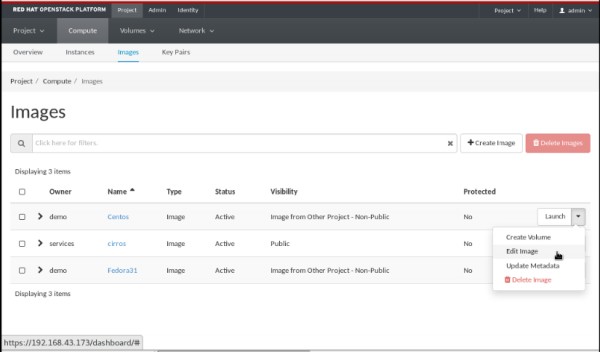 RED HAT OPENSTACK PLATFORM Project Admin Identity Project Help admin
Project Compute Volumes Network
Overview Instances Images Key Pairs
Project / Compute / Images
Images
Click here for filters. Create Image Delete Images
Displaying 3 items
Owner Name Type Status Visibility Protected
demo Centos Image Active Image from Other Project - Non-Public No Launch
Create Volume
services cirros Image Active Public No
Edit Image
Update Metadata
demo Fedora31 Image Active Image from Other Project - Non-Public No
Delete Image
Displaying 3 items
https://192.168.43.173/dashboard/#